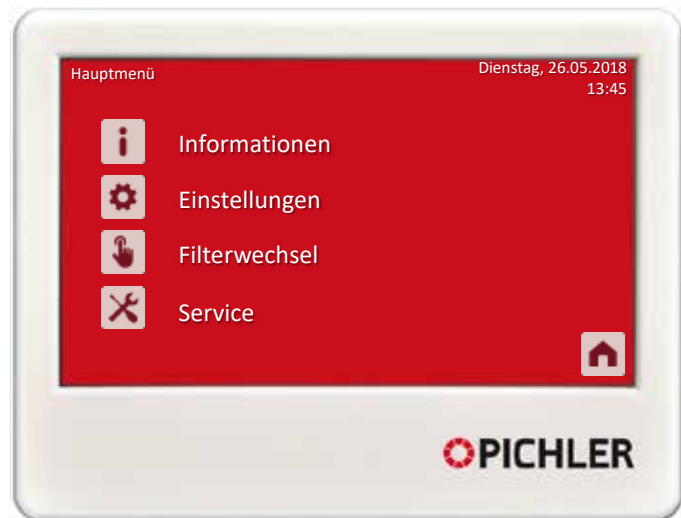 Hauptmenü
Dienstag, 26.05.2018
13:45
Informationen
Einstellungen
Filterwechsel
Service
PICHLER